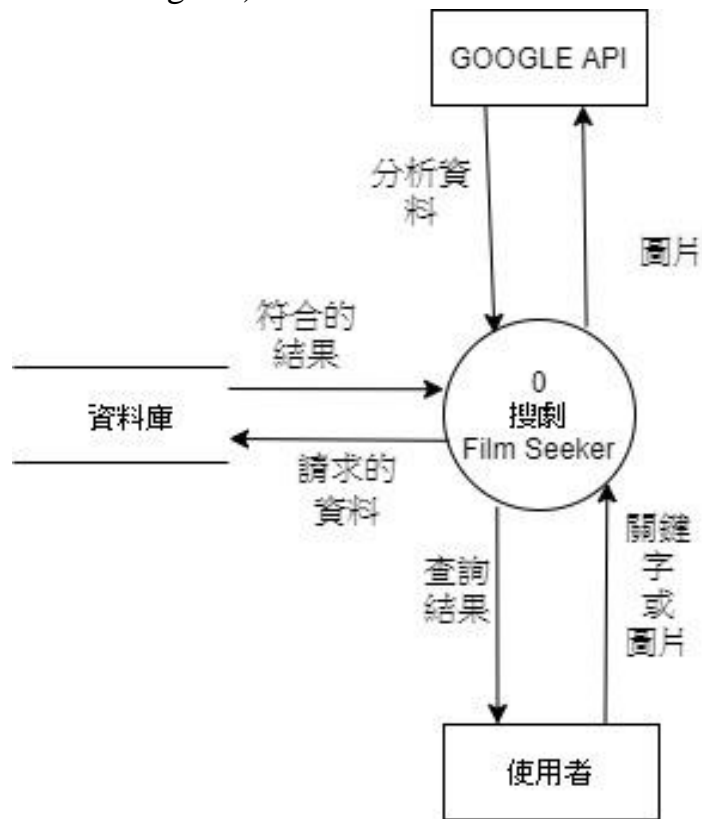 GOOGLE API
分析資
料
圖片
符合的
結果
0
搜劇
Film Seeker
資料庫
請求的
資料
查詢
結果
關鍵
字
或
圖片
使用者